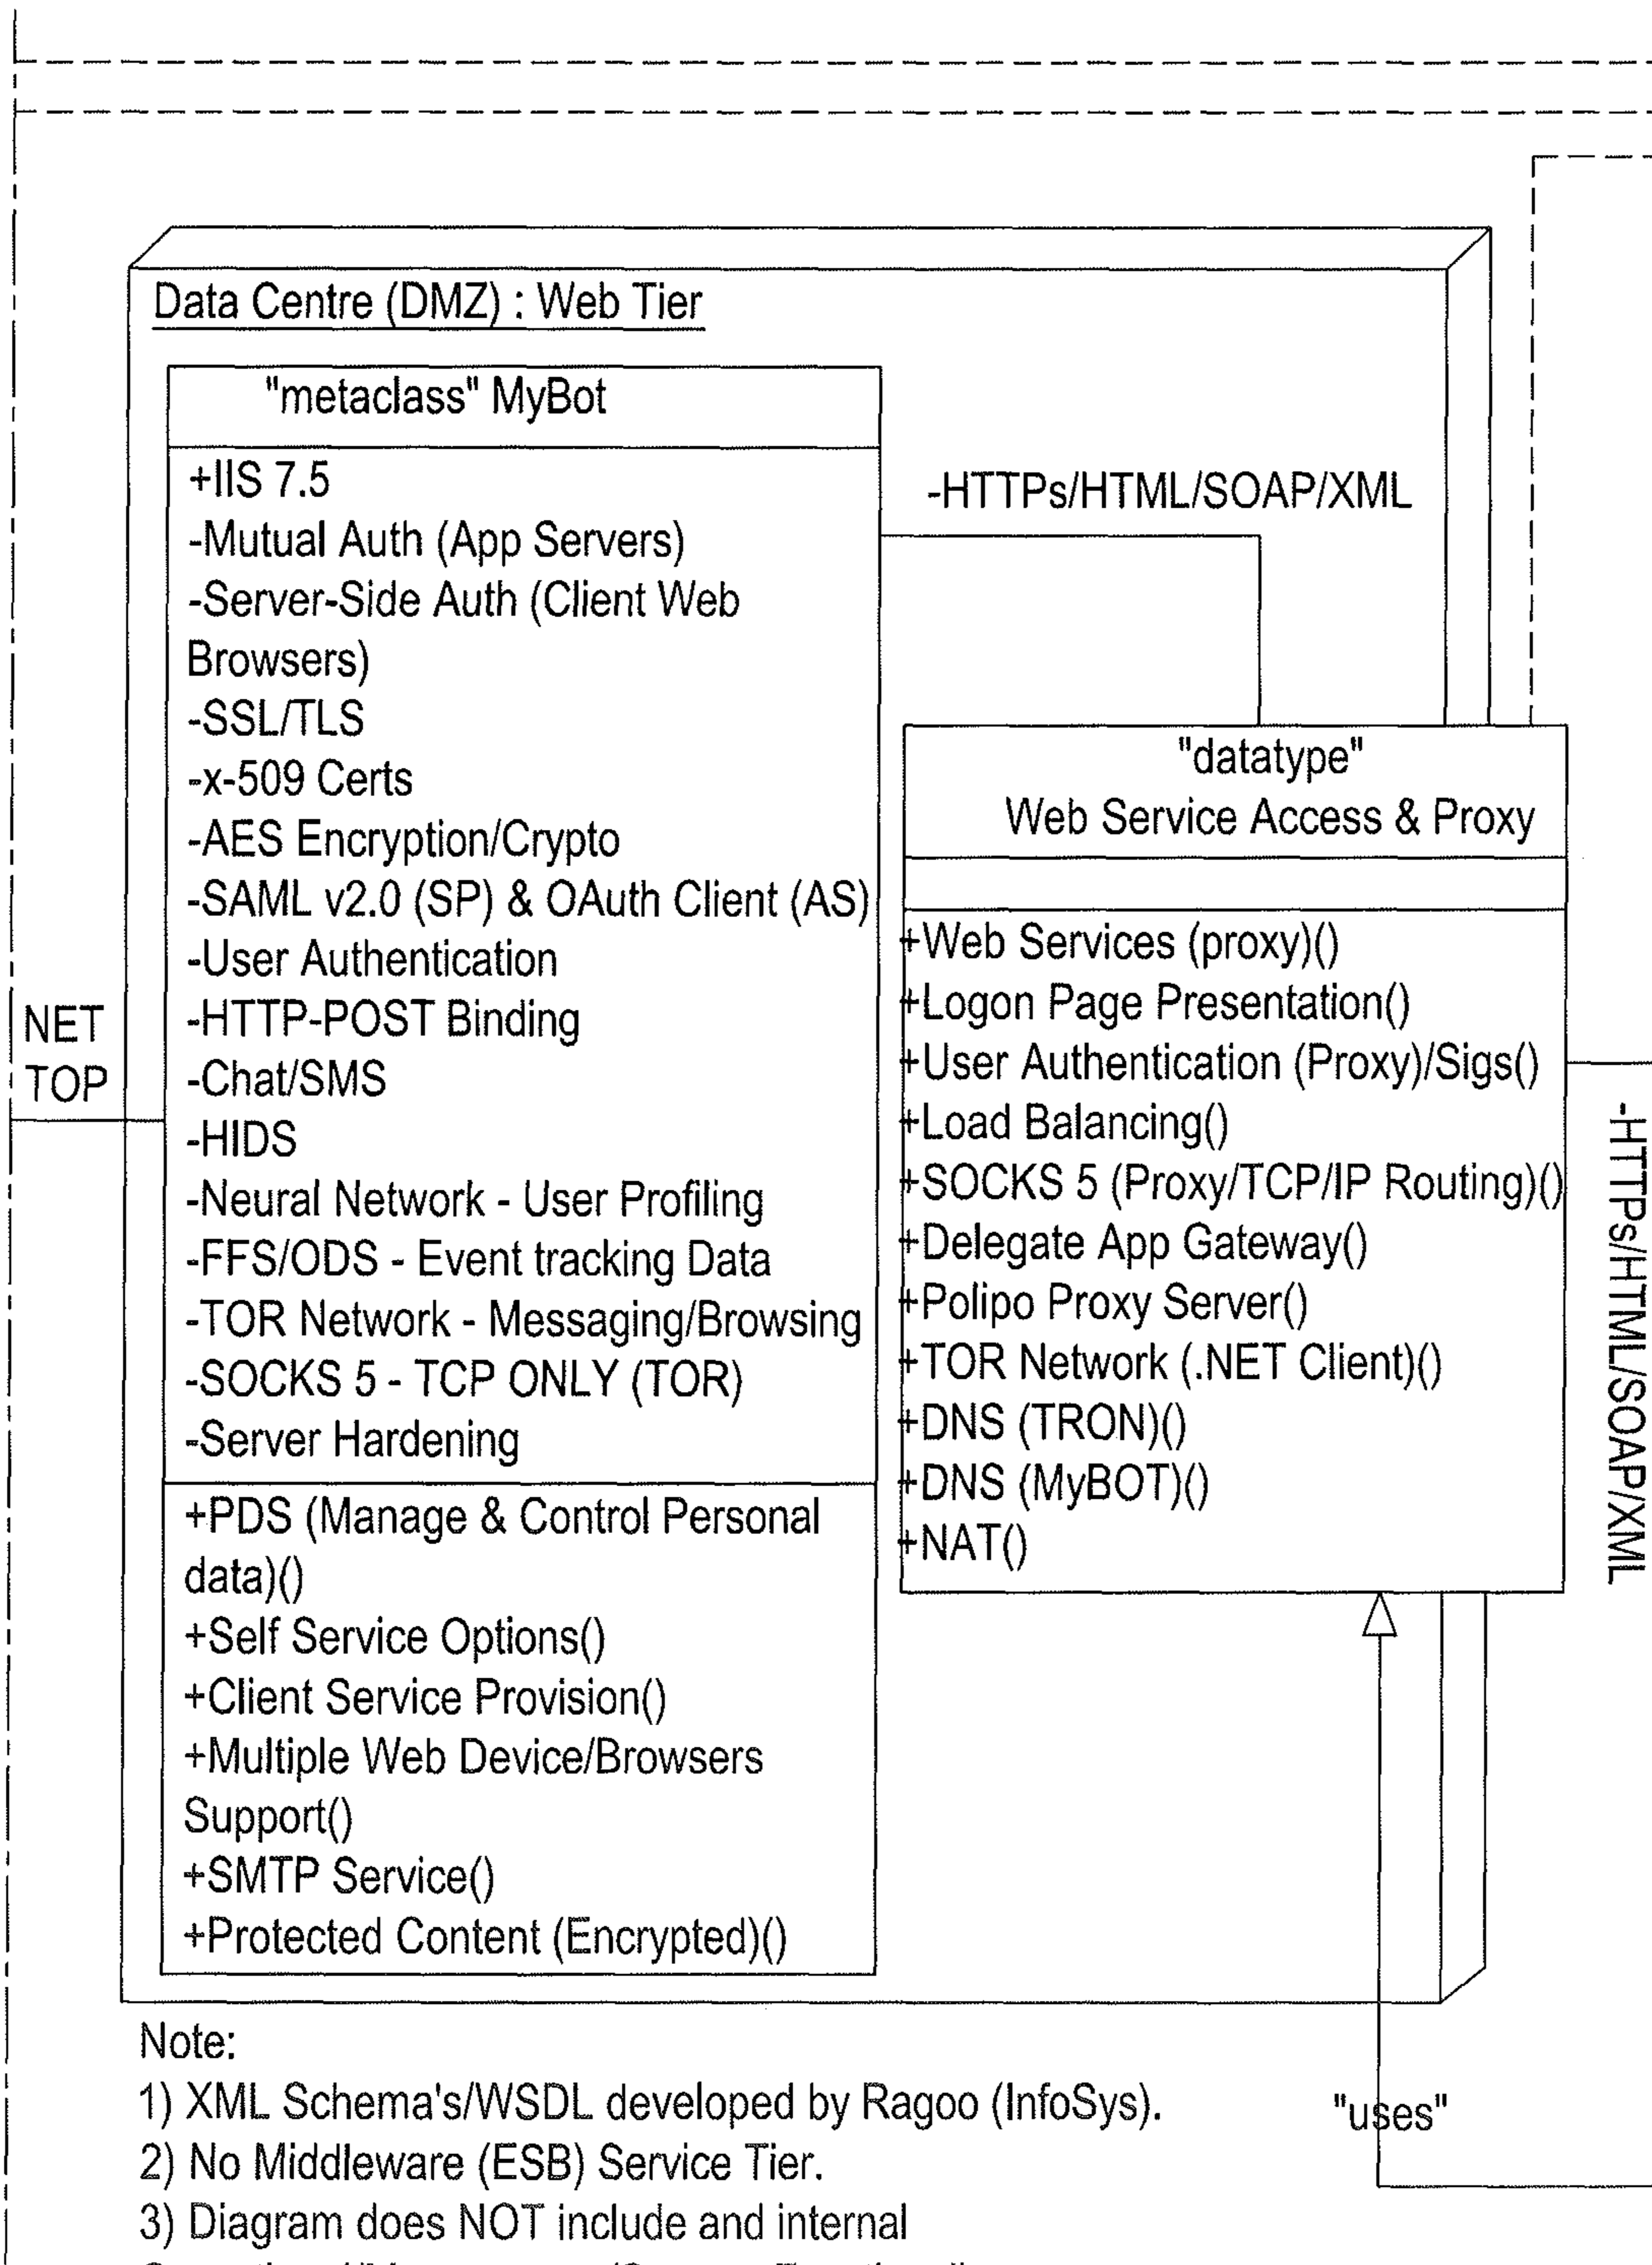 Data Centre (DMZ) : Web Tier
"metaclass" MyBot
+IIS 7.5
-Mutual Auth (App Servers)
-Server-Side Auth (Client Web
Browsers)
-SSL/TLS
-x-509 Certs
-AES Encryption/Crypto
-SAML v2.0 (SP) & OAuth Client (AS)
-User Authentication
-HTTP-POST Binding
-Chat/SMS
-HIDS
-Neural Network - User Profiling
-FFS/ODS - Event tracking Data
-TOR Network - Messaging/Browsing
-SOCKS 5 - TCP ONLY (TOR)
-Server Hardening
+PDS (Manage & Control Personal
data)()
+Self Service Options()
+Client Service Provision()
+Multiple Web Device/Browsers
Support()
+SMTP Service()
+Protected Content (Encrypted)()
NET
TOP
-HTTPs/HTML/SOAP/XML
"datatype"
Web Service Access & Proxy
+Web Services (proxy)()
+Logon Page Presentation()
+User Authentication (Proxy)/Sigs()
+Load Balancing()
+SOCKS 5 (Proxy/TCP/IP Routing)()
+Delegate App Gateway()
+Polipo Proxy Server()
+TOR Network (.NET Client)()
+DNS (TRON)()
+DNS (MyBOT)()
+NAT()
-HTTPs/HTML/SOAP/XML
"uses"
Note:
1) XML Schema's/WSDL developed by Ragoo (InfoSys).
2) No Middleware (ESB) Service Tier.
3) Diagram does NOT include and internal